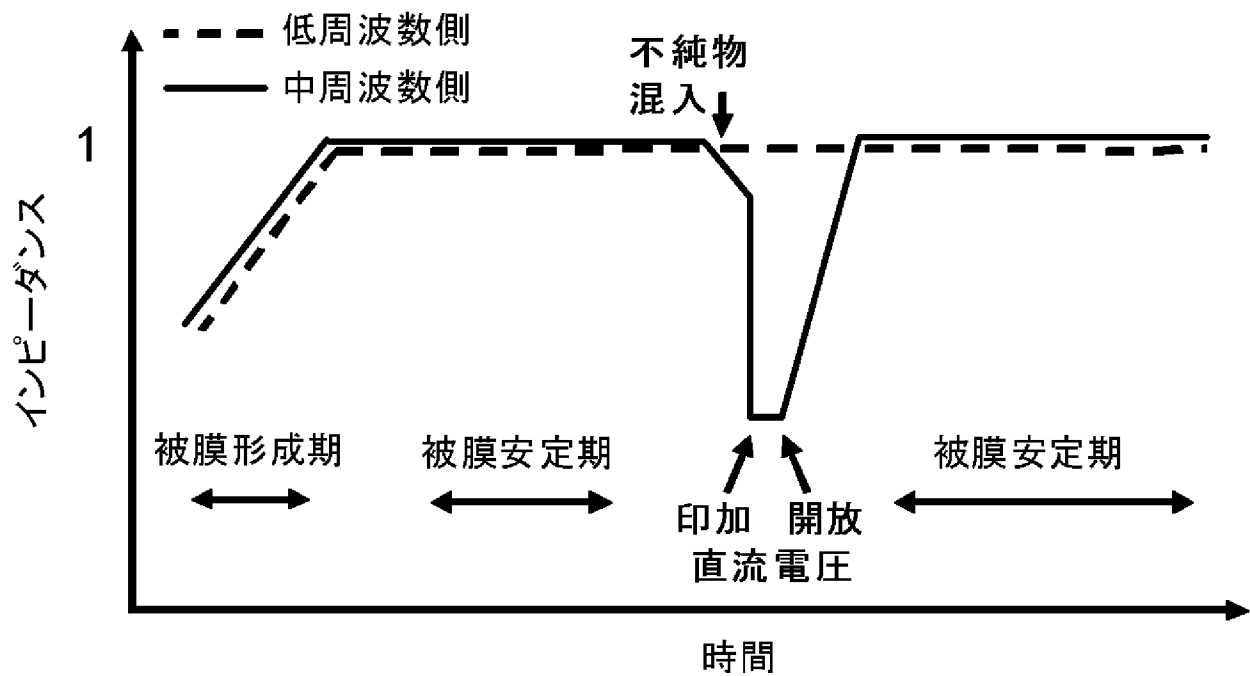 低周波数側
中周波数側
不純物
混入
1
インピーダンス
被膜形成期
被膜安定期
被膜安定期
印加 開放
直流電圧
時間